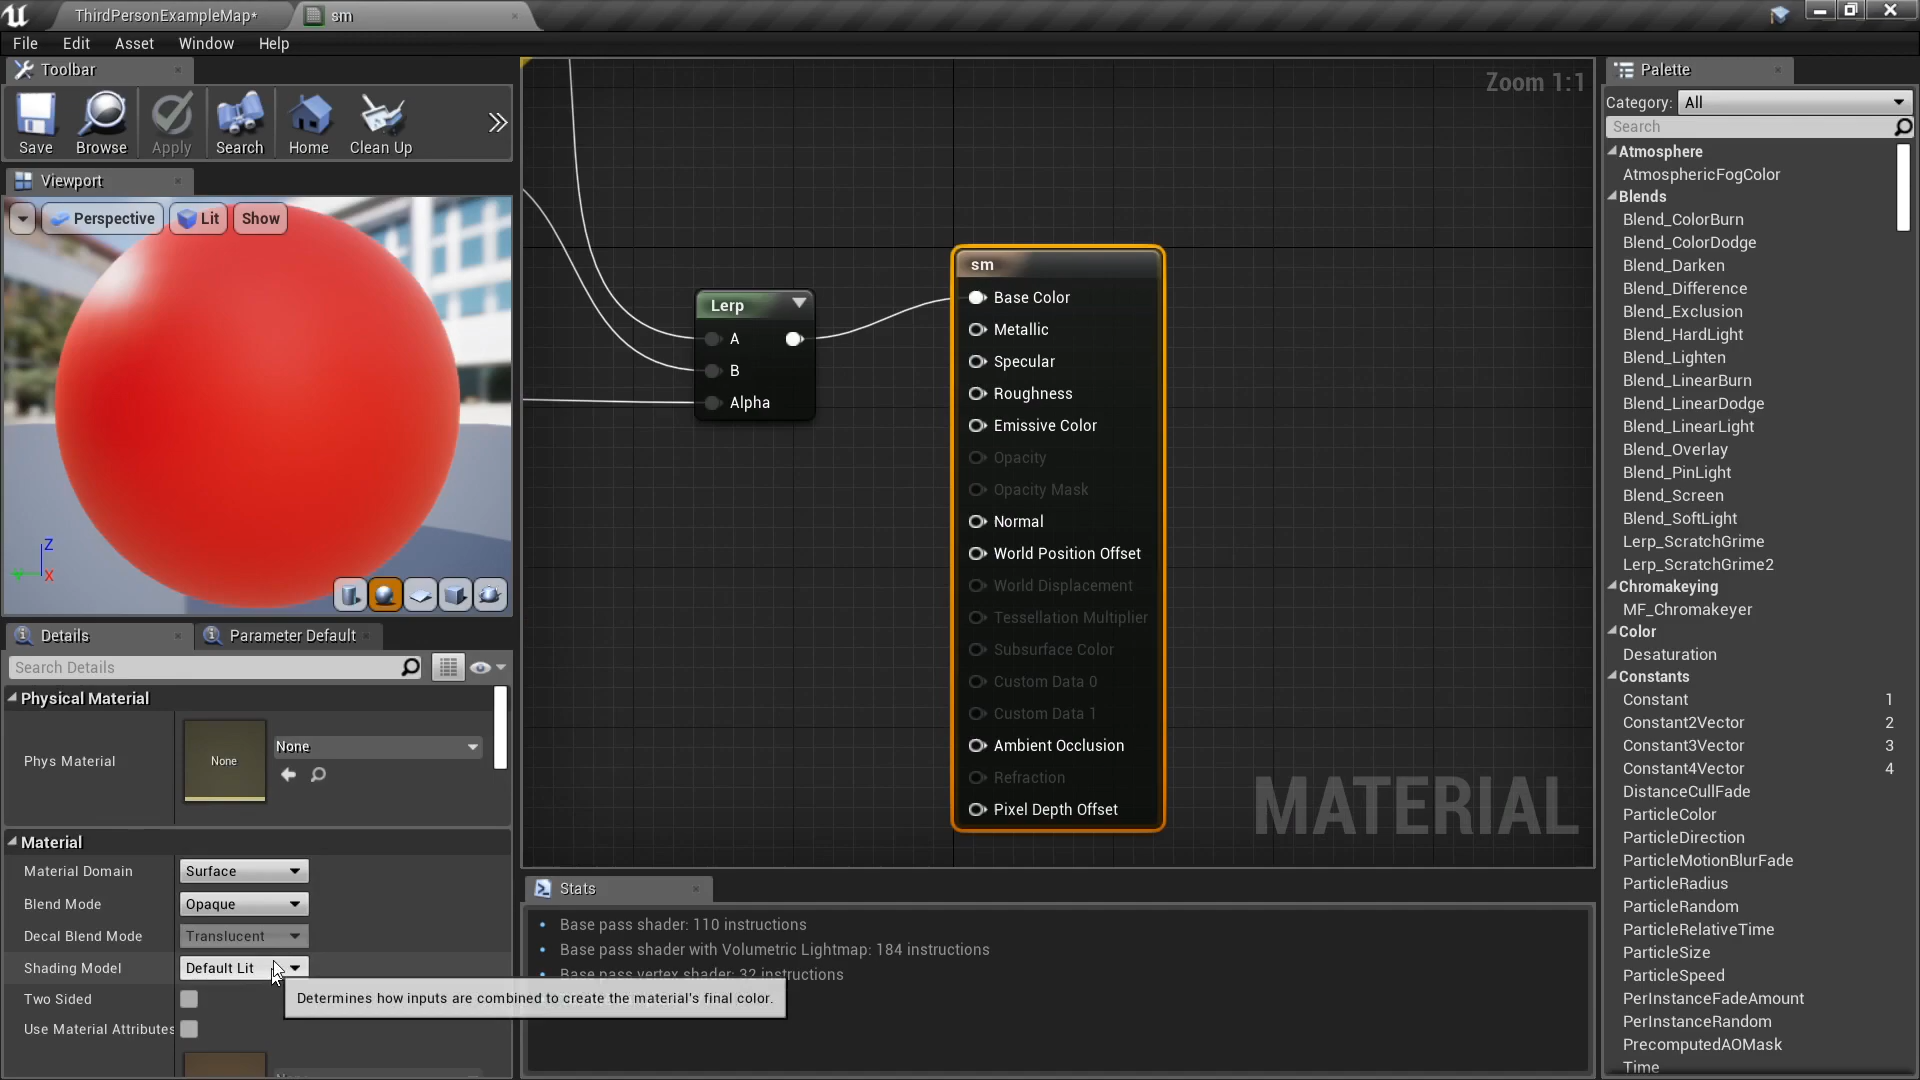 ThirdPersonExampleMap*
sm
File
Edit
Asset
Window
Help
Toolbar
Save
Browse
Apply
Search
Home
Clean Up
Viewport
Perspective
Lit
Show
Z
Y
X
Details
Parameter Default
Search Details
Physical Material
Phys Material
None
None
Material
Material Domain
Surface
Blend Mode
Opaque
Decal Blend Mode
Translucent
Shading Model
Default Lit
Two Sided
Use Material Attributes
Determines how inputs are combined to create the material's final color.
Zoom 1:1
Lerp
A
B
Alpha
sm
Base Color
Metallic
Specular
Roughness
Emissive Color
Opacity
Opacity Mask
Normal
World Position Offset
World Displacement
Tessellation Multiplier
Subsurface Color
Custom Data 0
Custom Data 1
Ambient Occlusion
Refraction
Pixel Depth Offset
MATERIAL
Stats
Base pass shader: 110 instructions
Base pass shader with Volumetric Lightmap: 184 instructions
Base pass vertex shader: 32 instructions
Palette
Category:
All
Search
Atmosphere
AtmosphericFogColor
Blends
Blend_ColorBurn
Blend_ColorDodge
Blend_Darken
Blend_Difference
Blend_Exclusion
Blend_HardLight
Blend_Lighten
Blend_LinearBurn
Blend_LinearDodge
Blend_LinearLight
Blend_Overlay
Blend_PinLight
Blend_Screen
Blend_SoftLight
Lerp_ScratchGrime
Lerp_ScratchGrime2
Chromakeying
MF_Chromakeyer
Color
Desaturation
Constants
Constant 1
Constant2Vector 2
Constant3Vector 3
Constant4Vector 4
DistanceCullFade
ParticleColor
ParticleDirection
ParticleMotionBlurFade
ParticleRadius
ParticleRandom
ParticleRelativeTime
ParticleSize
ParticleSpeed
PerInstanceFadeAmount
PerInstanceRandom
PrecomputedAOMask
Time